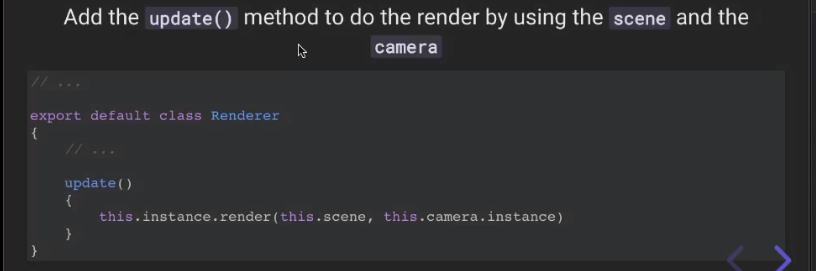 Add the update() method to do the render by using the scene and the
camera
// ...
export default class Renderer
{
    // ...
    update()
    {
        this.instance.render(this.scene, this.camera.instance)
    }
}